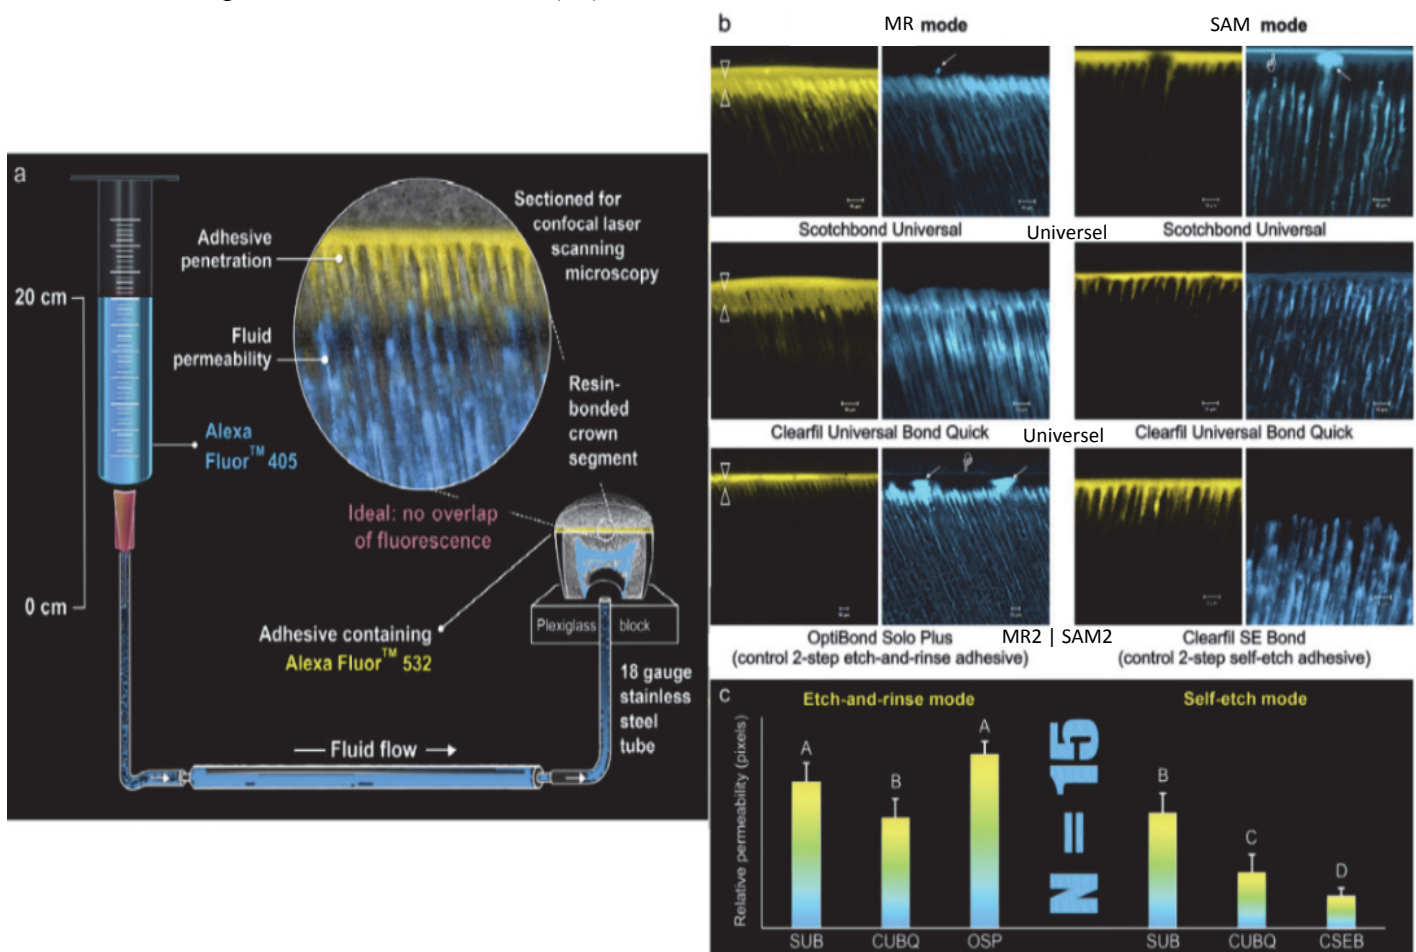 a
20 cm
0 cm
Adhesive
penetration
Fluid
permeability
Alexa
Fluor™ 405
Sectioned for
confocal laser
scanning
microscopy
Resin-
bonded
crown
segment
Ideal: no overlap
of fluorescence
Adhesive containing
Alexa Fluor™ 532
Plexiglass block
18 gauge
stainless
steel
tube
Fluid flow
b
MR mode
SAM mode
Scotchbond Universal
Universel
Scotchbond Universal
Clearfil Universal Bond Quick
Universel
Clearfil Universal Bond Quick
OptiBond Solo Plus
(control 2-step etch-and-rinse adhesive)
MR2 | SAM2
Clearfil SE Bond
(control 2-step self-etch adhesive)
c
Etch-and-rinse mode
Self-etch mode
Relative permeability (pixels)
A
B
A
N = 15
B
C
D
SUB
CUBQ
OSP
SUB
CUBQ
CSEB